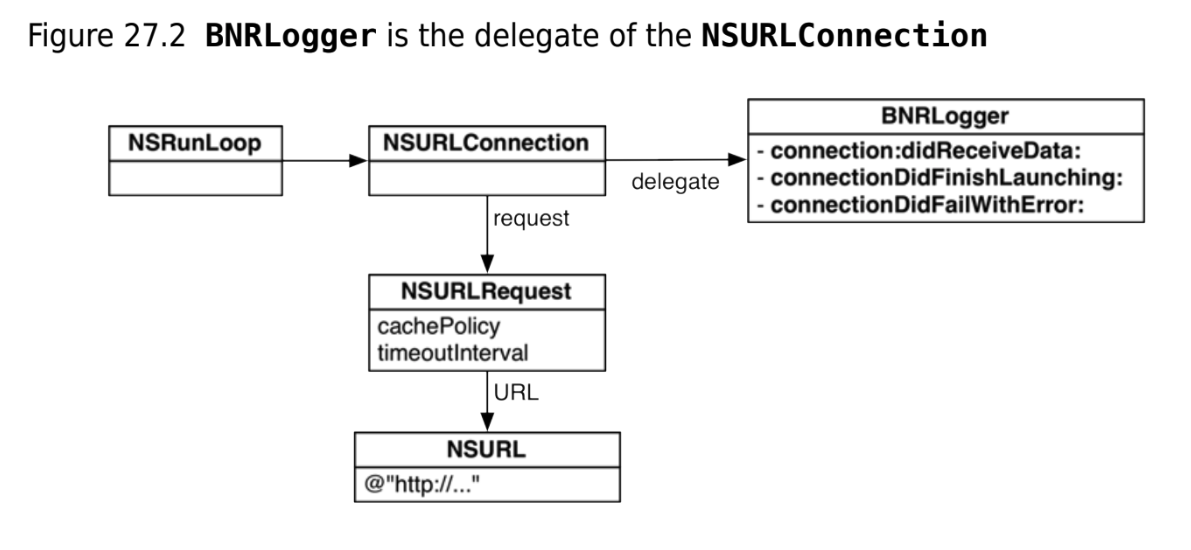 Figure 27.2 BNRLogger is the delegate of the NSURLConnection
NSRunLoop
NSURLConnection
delegate
BNRLogger
- connection:didReceiveData:
- connectionDidFinishLaunching:
- connectionDidFailWithError:
request
NSURLRequest
cachePolicy
timeoutInterval
URL
NSURL
@"http://..."